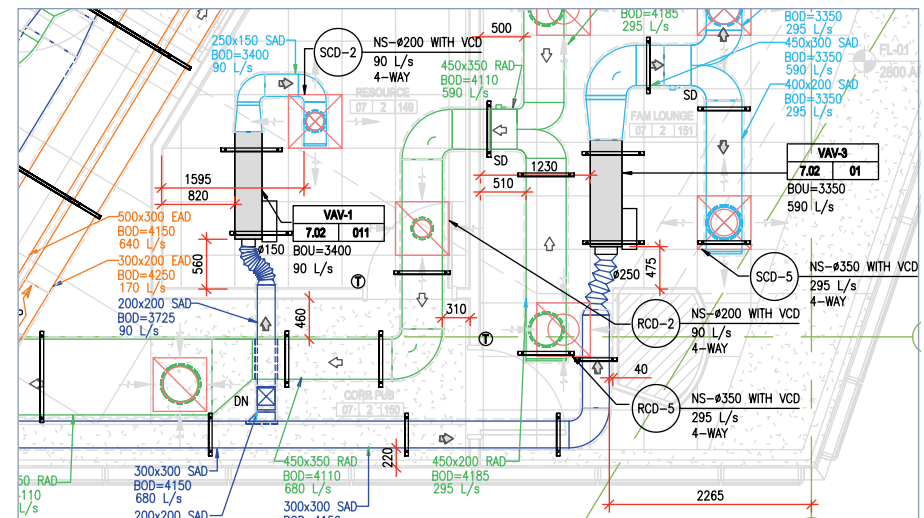 250x150 SAD
BOD=3400
90 L/s
SCD-2
NS-ø200 WITH VCD
90 L/s
4-WAY
500
BOD=4185
295 L/s
450x350 RAD
BOD=4110
590 L/s
BOD=3350
295 L/s
450x300 SAD
BOD=3350
590 L/s
400x200 SAD
BOD=3350
295 L/s
FL-01
2800 A
RESOURCE
07 2 149
FAM LOUNGE
07 2 151
SD
SD
1595
820
1230
510
VAV-3
7.02 01
BOU=3350
590 L/s
VAV-1
7.02 011
BOU=3400
90 L/s
500x300 EAD
BOD=4150
640 L/s
300x200 EAD
BOD=4250
170 L/s
560
ø150
T
200x200 SAD
BOD=3725
90 L/s
460
310
T
ø250
475
SCD-5
NS-ø350 WITH VCD
295 L/s
4-WAY
RCD-2
NS-ø200 WITH VCD
90 L/s
4-WAY
40
RCD-5
NS-ø350 WITH VCD
295 L/s
4-WAY
DN
CORR PUB
07 2 160
220
300x300 SAD
BOD=4150
680 L/s
450x350 RAD
BOD=4110
680 L/s
450x200 RAD
BOD=4185
295 L/s
50 RAD
4110
L/s
200x200 SAD
300x300 SAD
BOD=4150
2265